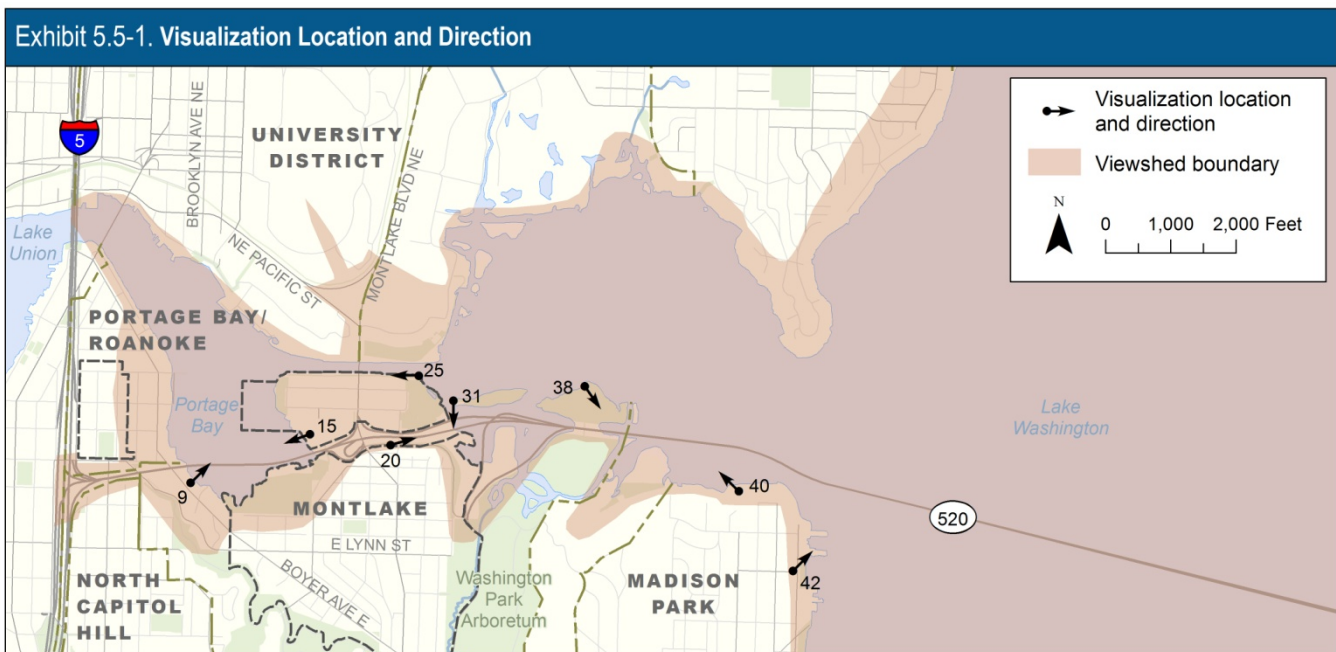 Exhibit 5.5-1. Visualization Location and Direction
5
BROOKLYN AVE NE
UNIVERSITY
DISTRICT
MONTLAKE BLVD NE
Visualization location
and direction
Viewshed boundary
N
0 1,000 2,000 Feet
Lake
Union
NE PACIFIC ST
PORTAGE BAY/
ROANOKE
25
31
38
Portage
Bay
15
20
Lake
Washington
9
40
MONTLAKE
520
E LYNN ST
BOYER AVE E
NORTH
CAPITOL
HILL
Washington
Park
Arboretum
MADISON
PARK
42